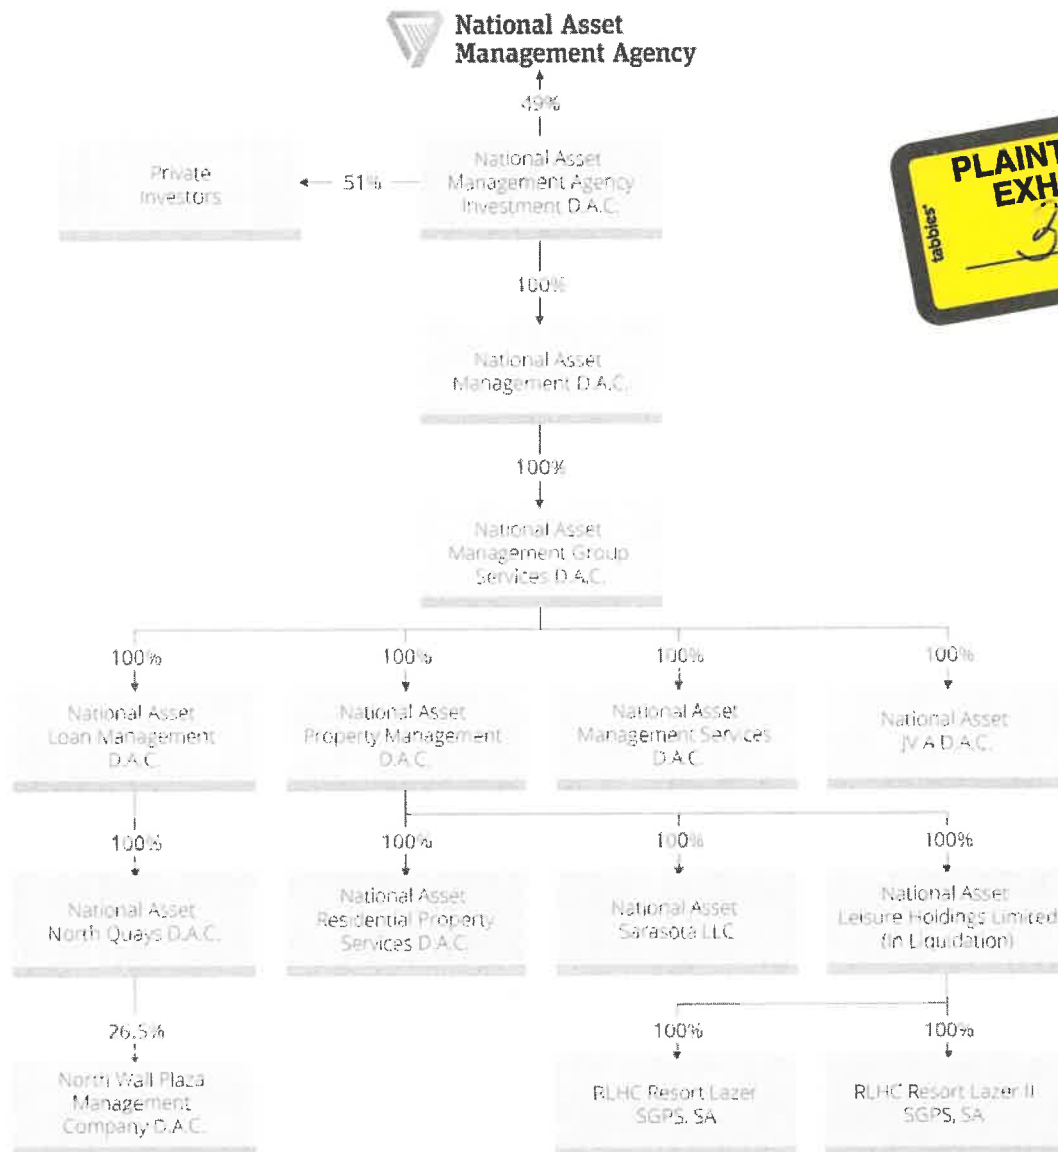 National Asset
Management Agency
49%
Private
Investors
51%
National Asset
Management Agency
Investment D.A.C.
PLAINT
EXH
tabbies®
3
100%
National Asset
Management D.A.C.
100%
National Asset
Management Group
Services D.A.C.
100%
100%
100%
100%
National Asset
Loan Management
D.A.C.
National Asset
Property Management
D.A.C.
National Asset
Management Services
D.A.C.
National Asset
JV A D.A.C.
100%
100%
100%
100%
National Asset
North Quays D.A.C.
National Asset
Residential Property
Services D.A.C.
National Asset
Sarasota LLC
National Asset
Leisure Holdings Limited
(In Liquidation)
26.5%
100%
100%
North Wall Plaza
Management
Company D.A.C.
RLHC Resort Lazer
SGPS, SA
RLHC Resort Lazer II
SGPS, SA